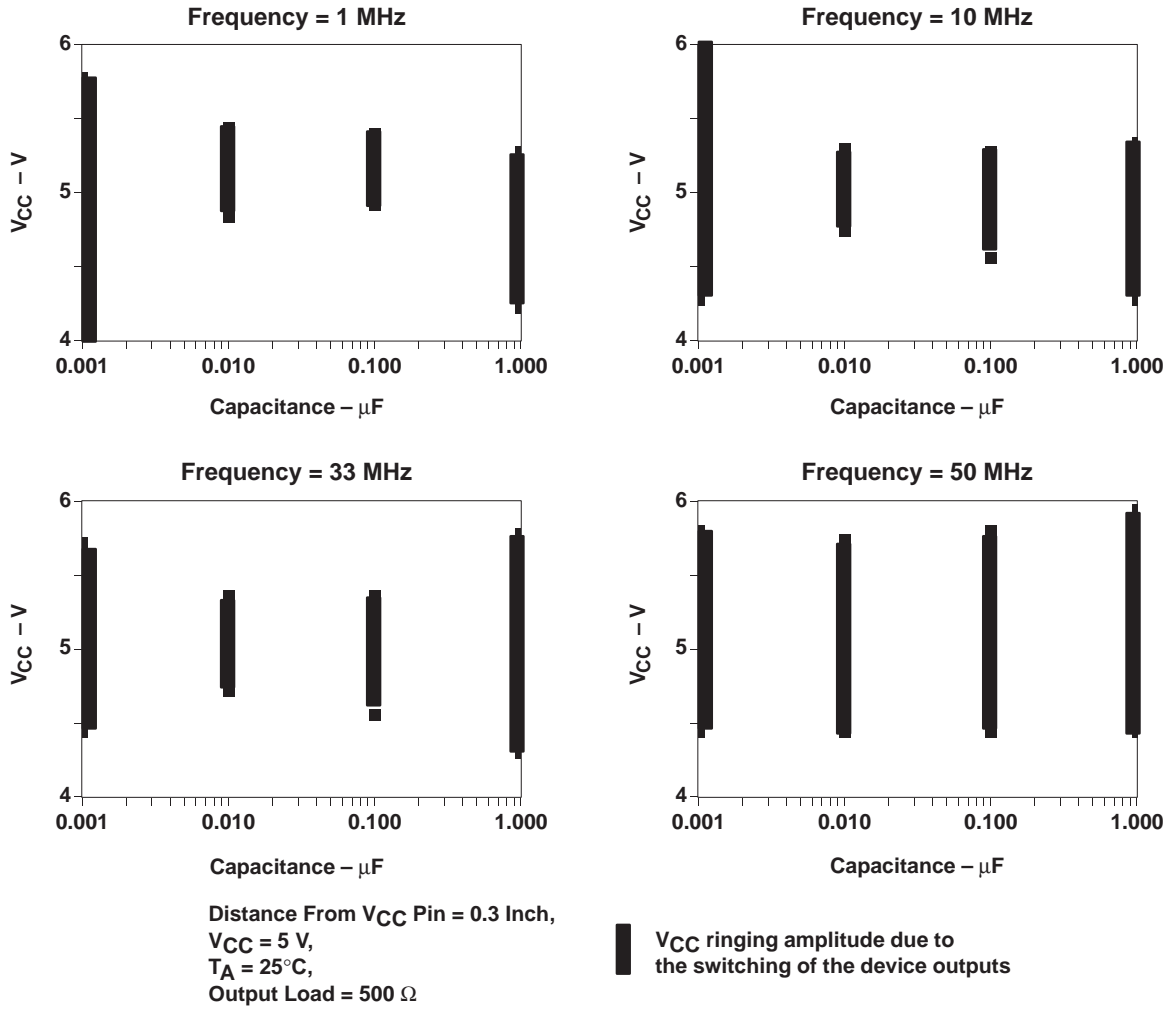 Frequency = 1 MHz
6
5
4
VCC – V
0.001
0.010
0.100
1.000
Capacitance – μF
Frequency = 10 MHz
6
5
4
VCC – V
0.001
0.010
0.100
1.000
Capacitance – μF
Frequency = 33 MHz
6
5
4
VCC – V
0.001
0.010
0.100
1.000
Capacitance – μF
Frequency = 50 MHz
6
5
4
VCC – V
0.001
0.010
0.100
1.000
Capacitance – μF
Distance From VCC Pin = 0.3 Inch,
VCC = 5 V,
TA = 25°C,
Output Load = 500 Ω
VCC ringing amplitude due to
the switching of the device outputs